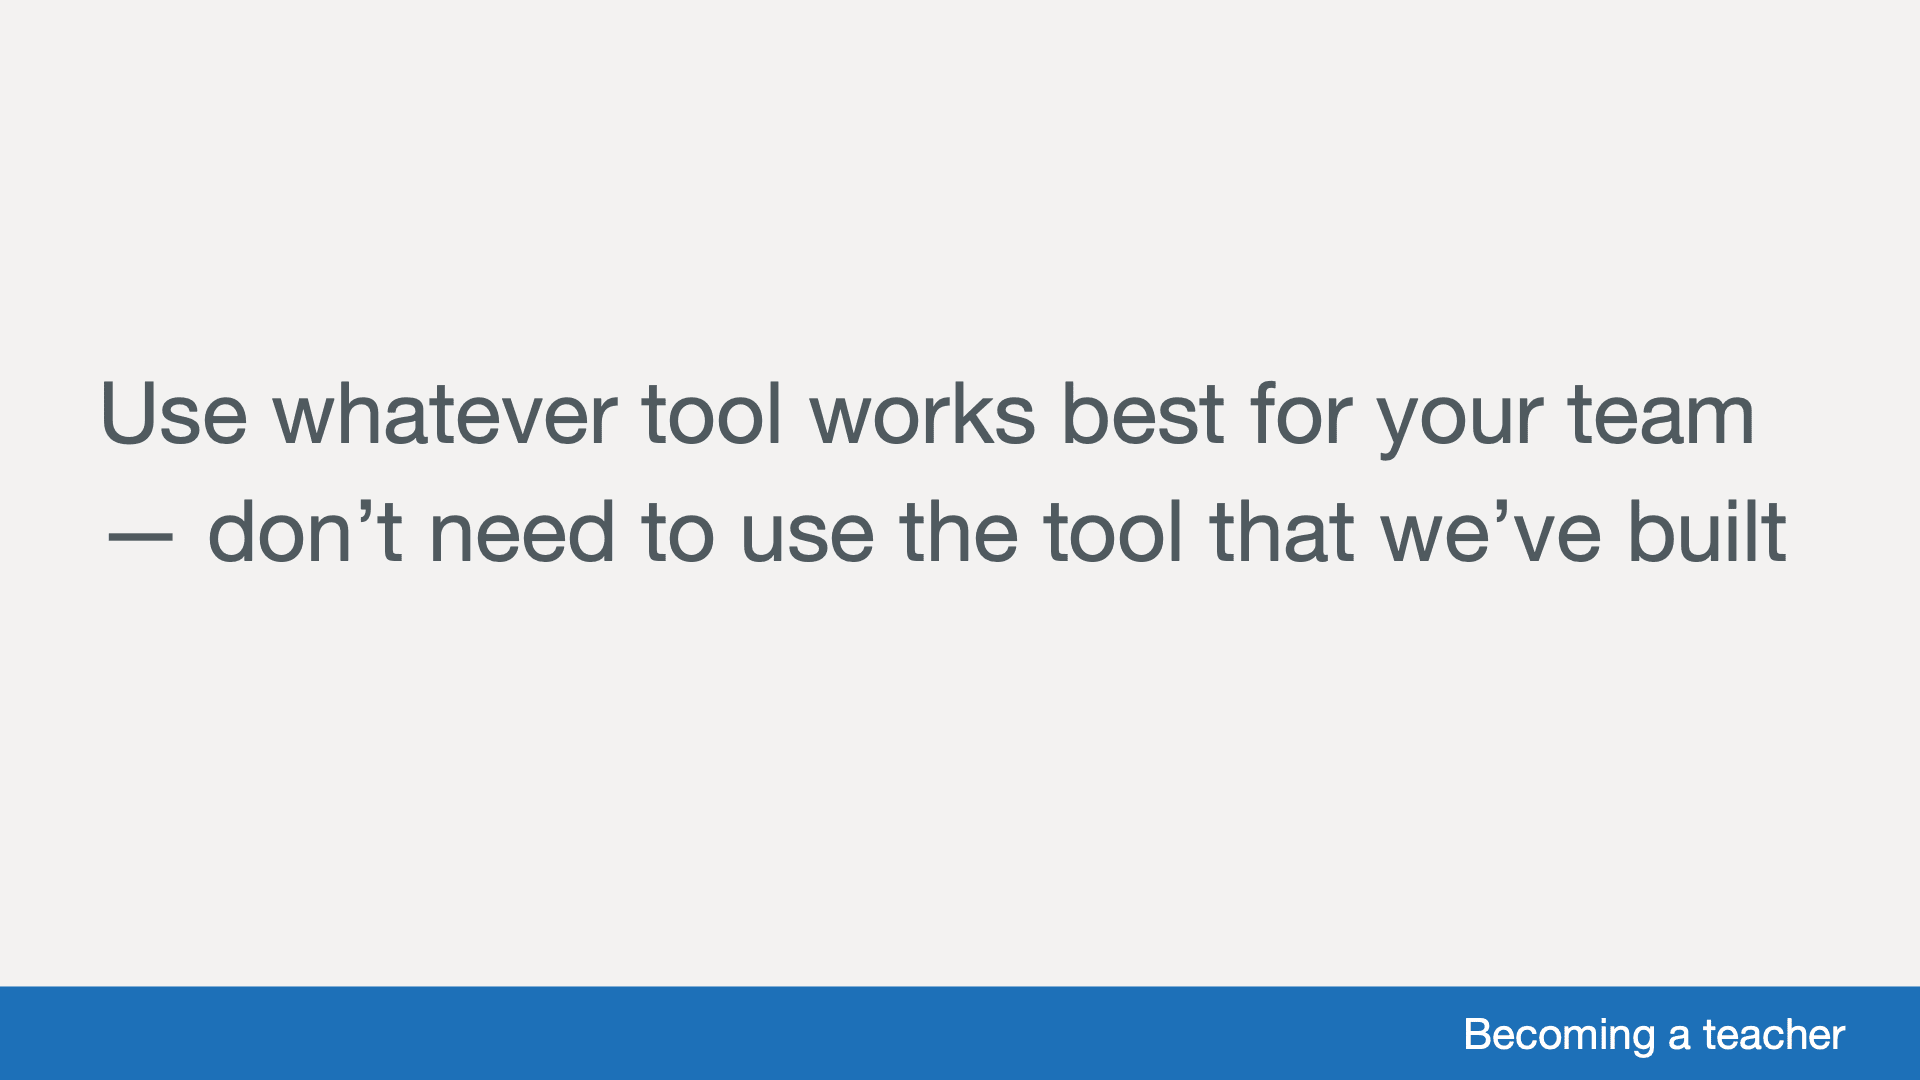 Use whatever tool works best for your team
— don’t need to use the tool that we’ve built
Becoming a teacher